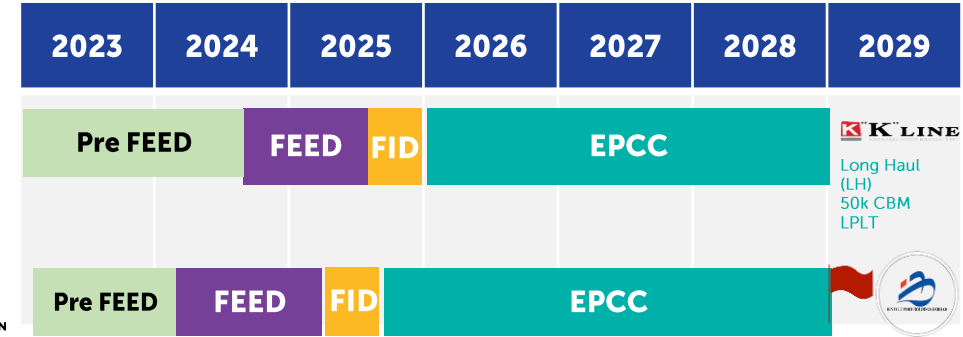 2023 2024 2025 2026 2027 2028 2029
Pre FEED FEED FID EPCC
K" K" LINE
Long Haul
(LH)
50k CBM
LPLT
Pre FEED FEED FID EPCC
N